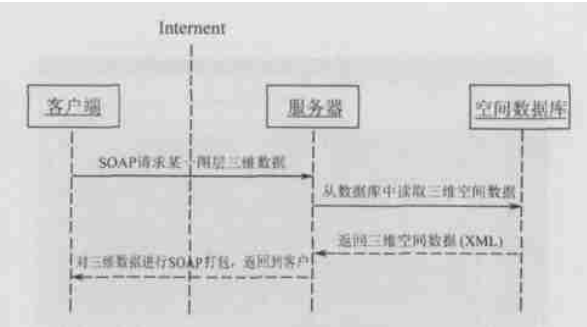 Internent
客户端
服务器
空间数据库
SOAP请求某一图层三维数据
从数据库中读取三维空间数据
返回三维空间数据(XML)
对三维数据进行SOAP打包，返回到客户